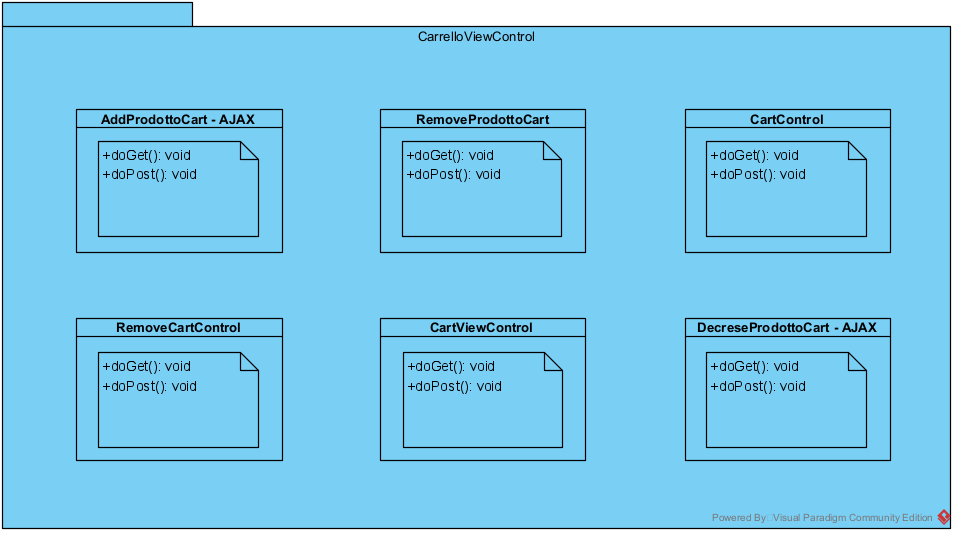 CarrelloViewControl
AddProdottoCart - AJAX
+doGet(): void
+doPost(): void
RemoveProdottoCart
+doGet(): void
+doPost(): void
CartControl
+doGet(): void
+doPost(): void
RemoveCartControl
+doGet(): void
+doPost(): void
CartViewControl
+doGet(): void
+doPost(): void
DecreseProdottoCart - AJAX
+doGet(): void
+doPost(): void
Powered By Visual Paradigm Community Edition